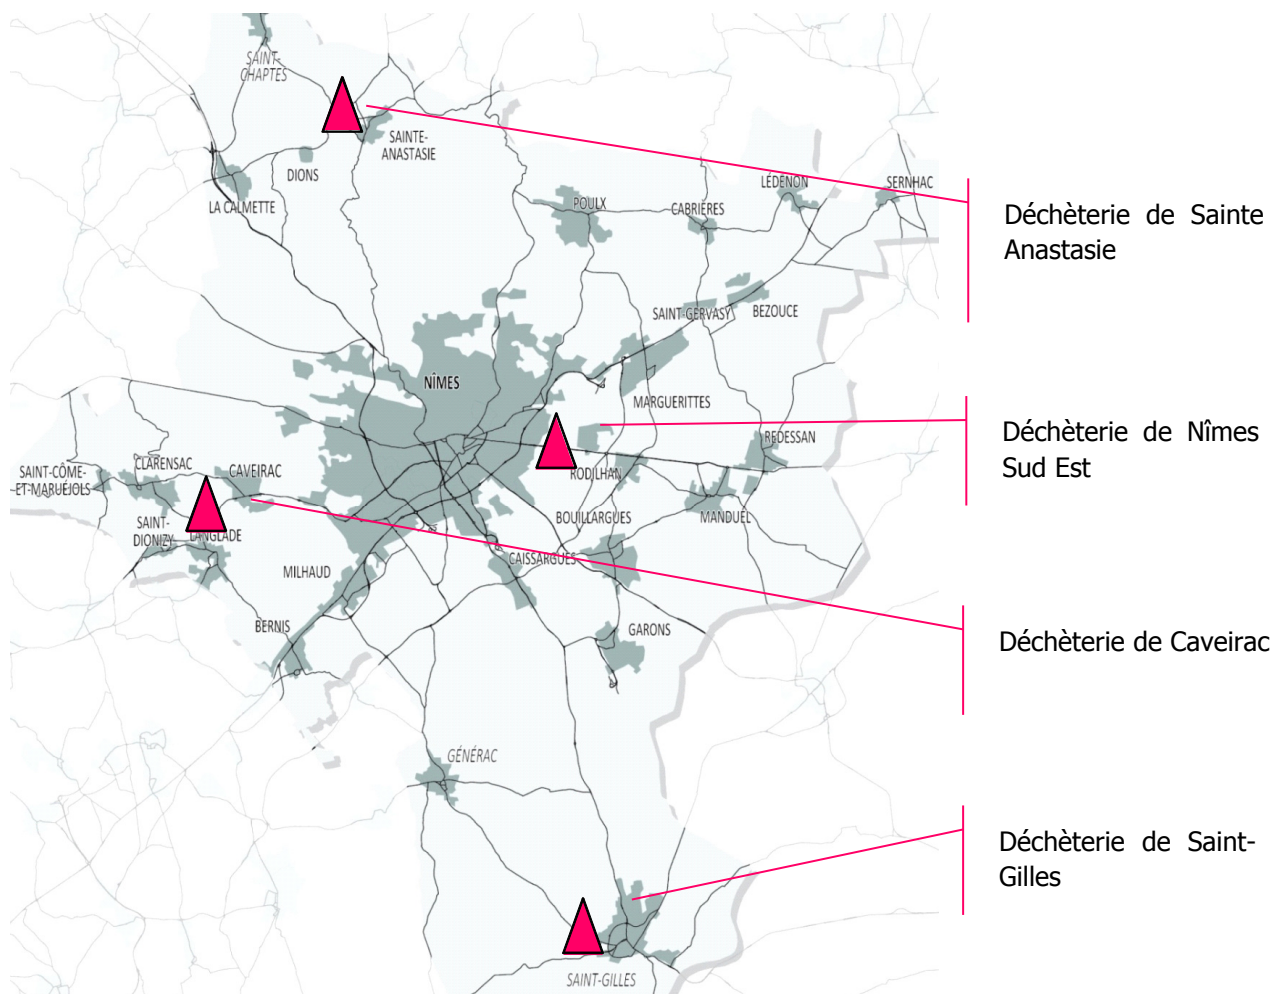 SAINT-
CHAPTES
SAINTE-
ANASTASIE
DIONS
LA CALMETTE
POULX
CABRIÈRES
LÉDENON
SERNHAC
Déchèterie de Sainte
Anastasie
SAINT-GERVASY
BEZOUCE
NÎMES
MARGUERITTES
REDESSAN
Déchèterie de Nîmes
Sud Est
RODILHAN
SAINT-CÔME-
ET-MARUÉJOLS
CLARENSAC
CAVEIRAC
SAINT-
DIONIZY
LANGLADE
BOUILLARGUES
MANDUEL
MILHAUD
CAISSARGUES
BERNIS
GARONS
Déchèterie de Caveirac
GÉNÉRAC
Déchèterie de Saint-
Gilles
SAINT-GILLES